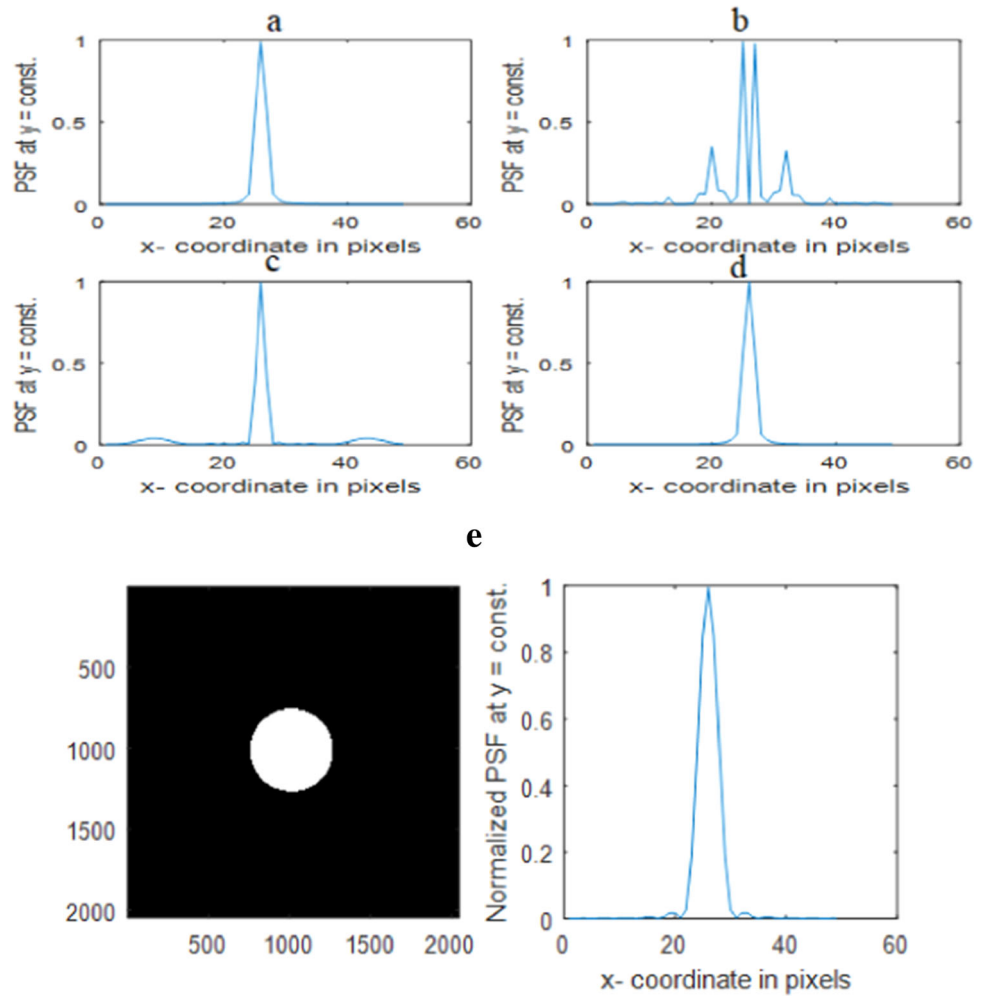 a
1
0.5
0
PSF at y = const.
0 20 40 60
x- coordinate in pixels
b
1
0.5
0
PSF at y = const.
0 20 40 60
x- coordinate in pixels
c
1
0.5
0
PSF at y = const.
0 20 40 60
x- coordinate in pixels
d
1
0.5
0
PSF at y = const.
0 20 40 60
x- coordinate in pixels
e
500
1000
1500
2000
500 1000 1500 2000
1
0.8
0.6
0.4
0.2
0
Normalized PSF at y = const.
0 20 40 60
x- coordinate in pixels